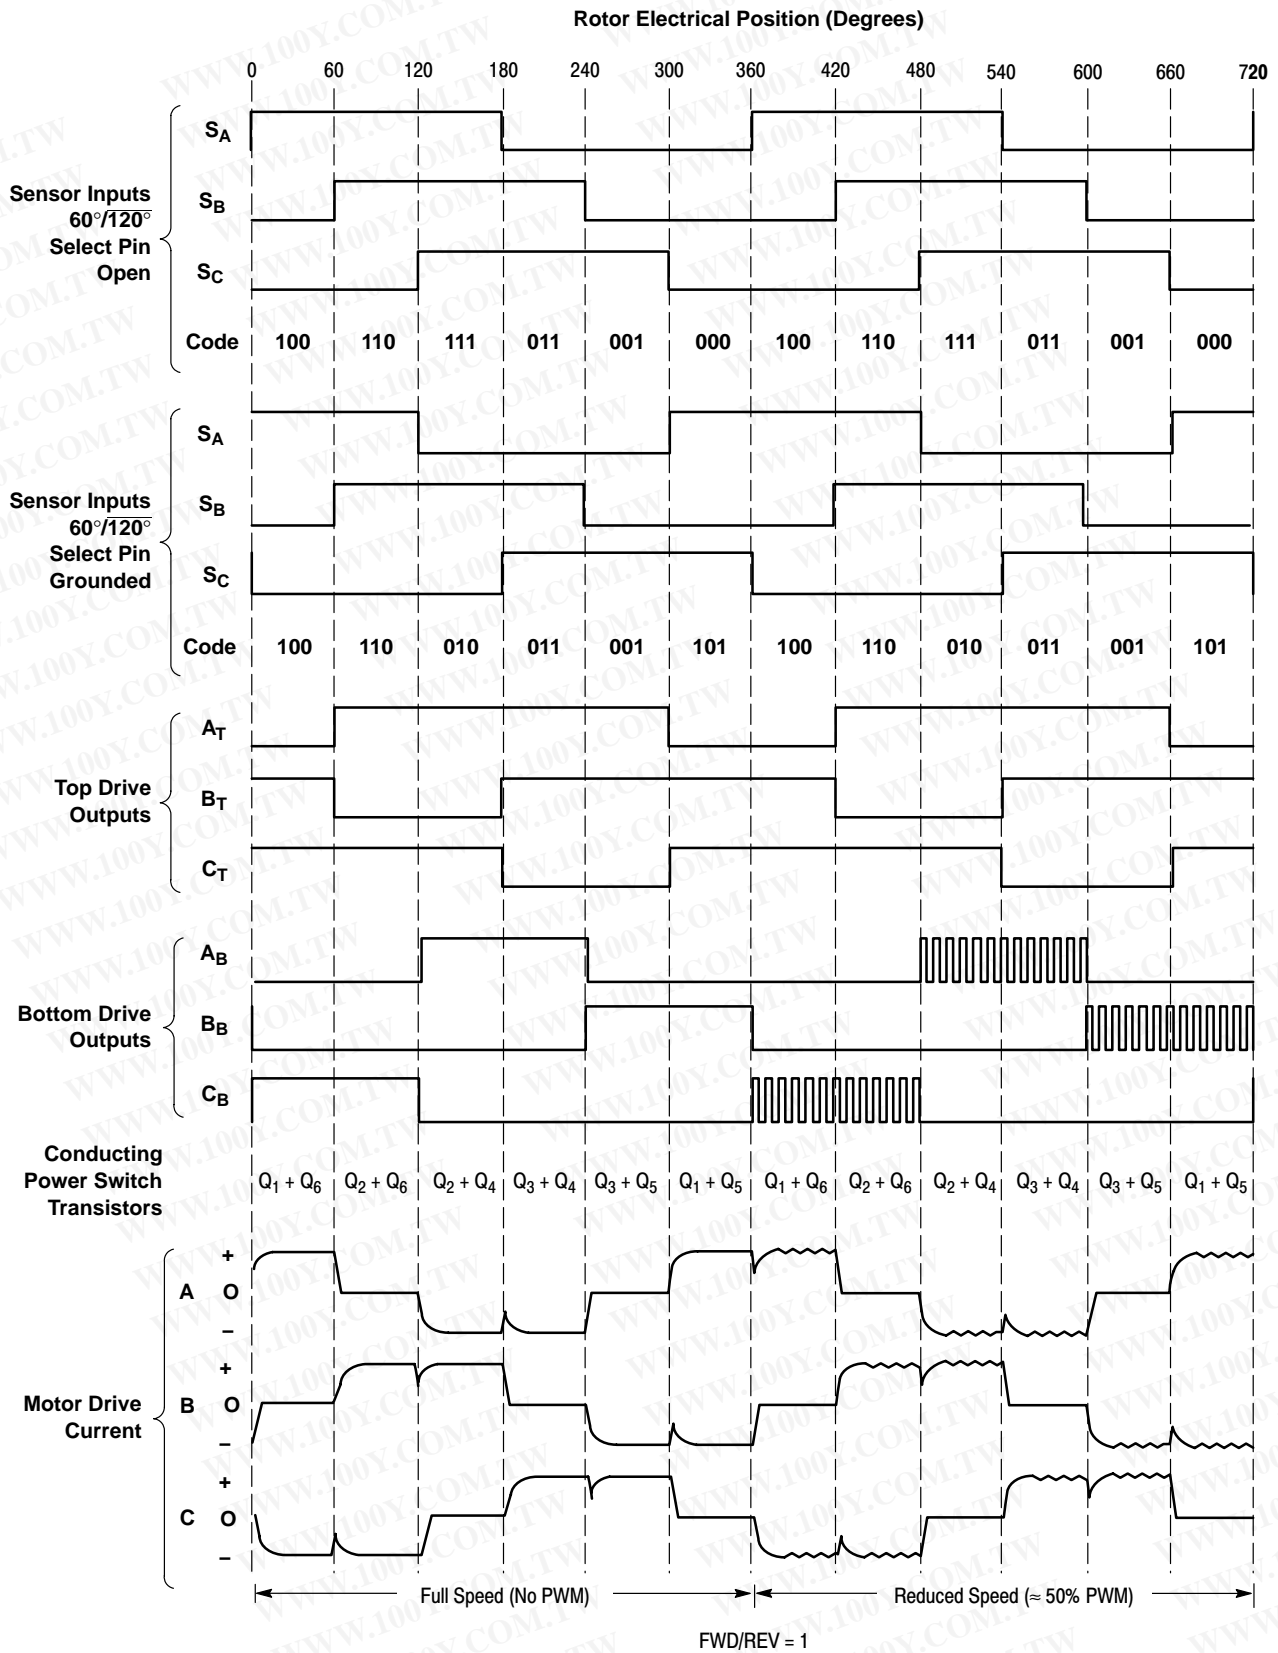 Rotor Electrical Position (Degrees)
0 60 120 180 240 300 360 420 480 540 600 660 720
Sensor Inputs
60°/120°
Select Pin
Open
SA
SB
SC
Code 100 110 111 011 001 000 100 110 111 011 001 000
Sensor Inputs
60°/120°
Select Pin
Grounded
SA
SB
SC
Code 100 110 010 011 001 101 100 110 010 011 001 101
Top Drive
Outputs
AT
BT
CT
Bottom Drive
Outputs
AB
BB
CB
Conducting
Power Switch
Transistors
Q1 + Q6 Q2 + Q6 Q2 + Q4 Q3 + Q4 Q3 + Q5 Q1 + Q5 Q1 + Q6 Q2 + Q6 Q2 + Q4 Q3 + Q4 Q3 + Q5 Q1 + Q5
Motor Drive
Current
+
A O
–
+
B O
–
+
C O
–
Full Speed (No PWM) Reduced Speed (≈ 50% PWM)
FWD/REV = 1
WWW.100Y.COM.TW